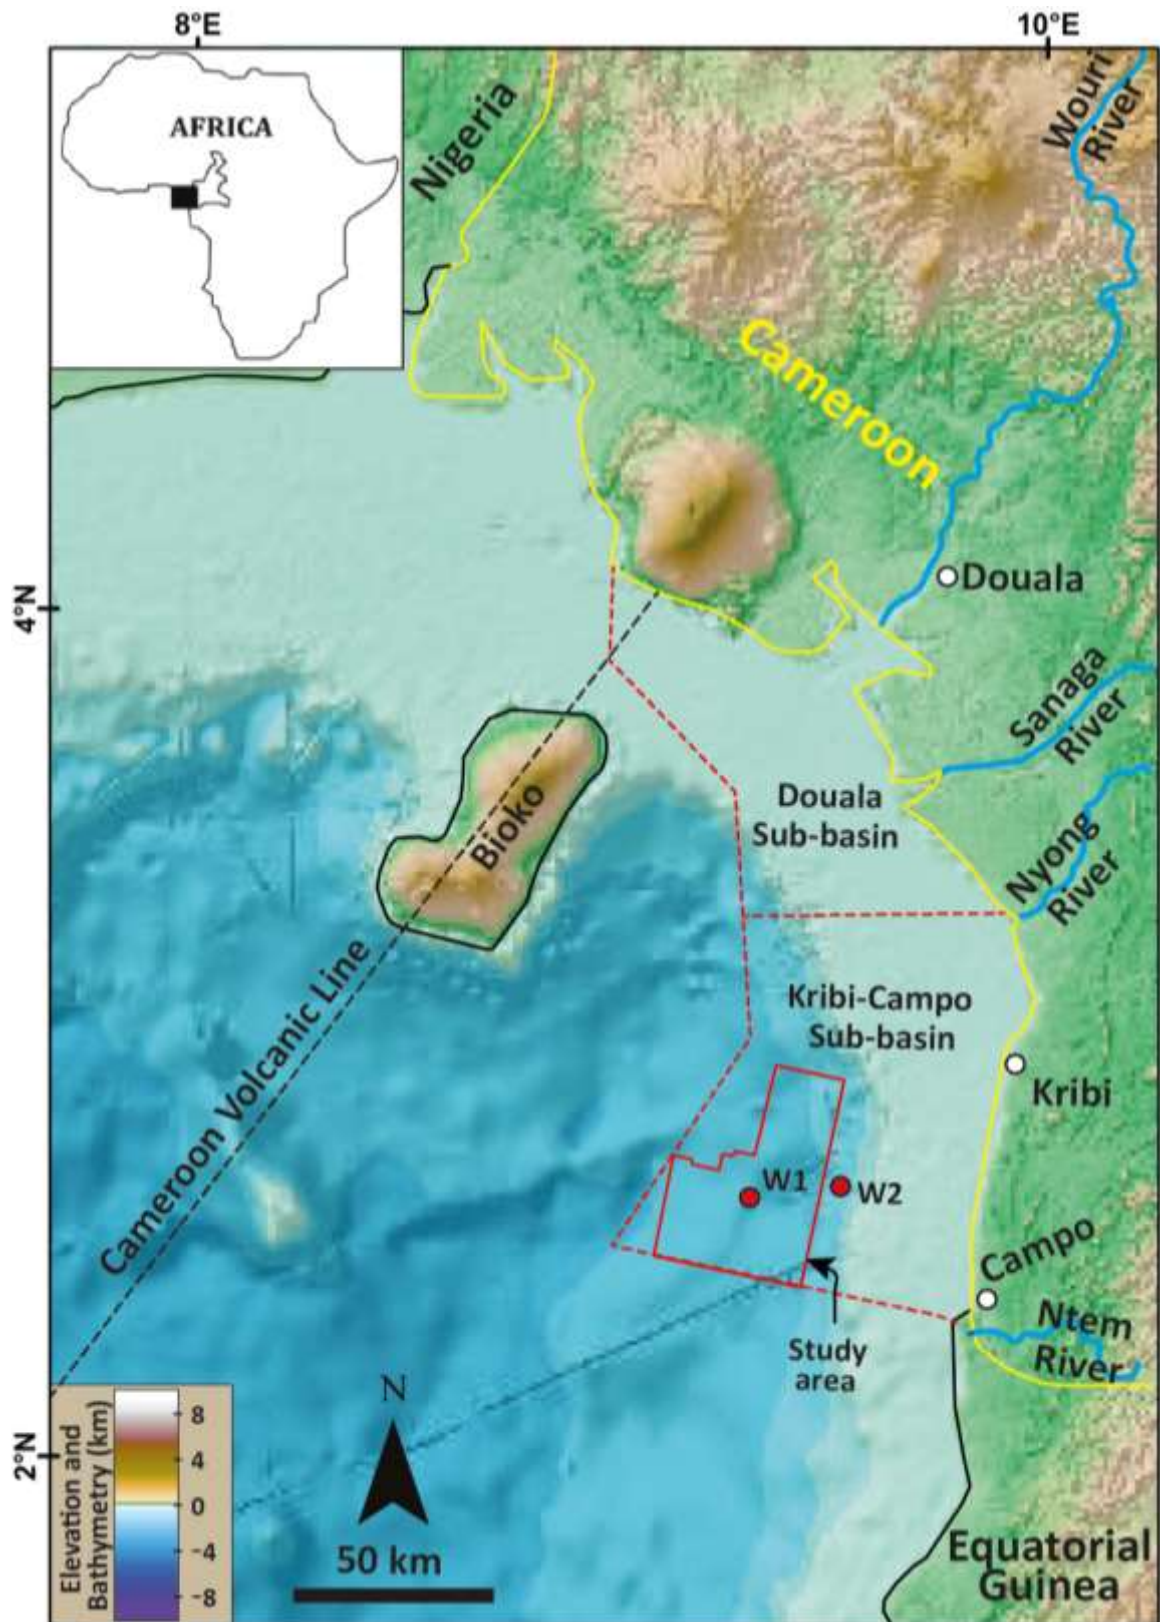 8°E
10°E
AFRICA
Nigeria
Wouri
River
Cameroon
4°N
Douala
Sanaga
River
Bioko
Douala
Sub-basin
Nyong
River
Cameroon Volcanic Line
Kribi-Campo
Sub-basin
Kribi
W1
W2
Campo
Ntem
River
Study
area
N
2°N
Elevation and
Bathymetry (km)
8
4
0
-4
-8
50 km
Equatorial
Guinea